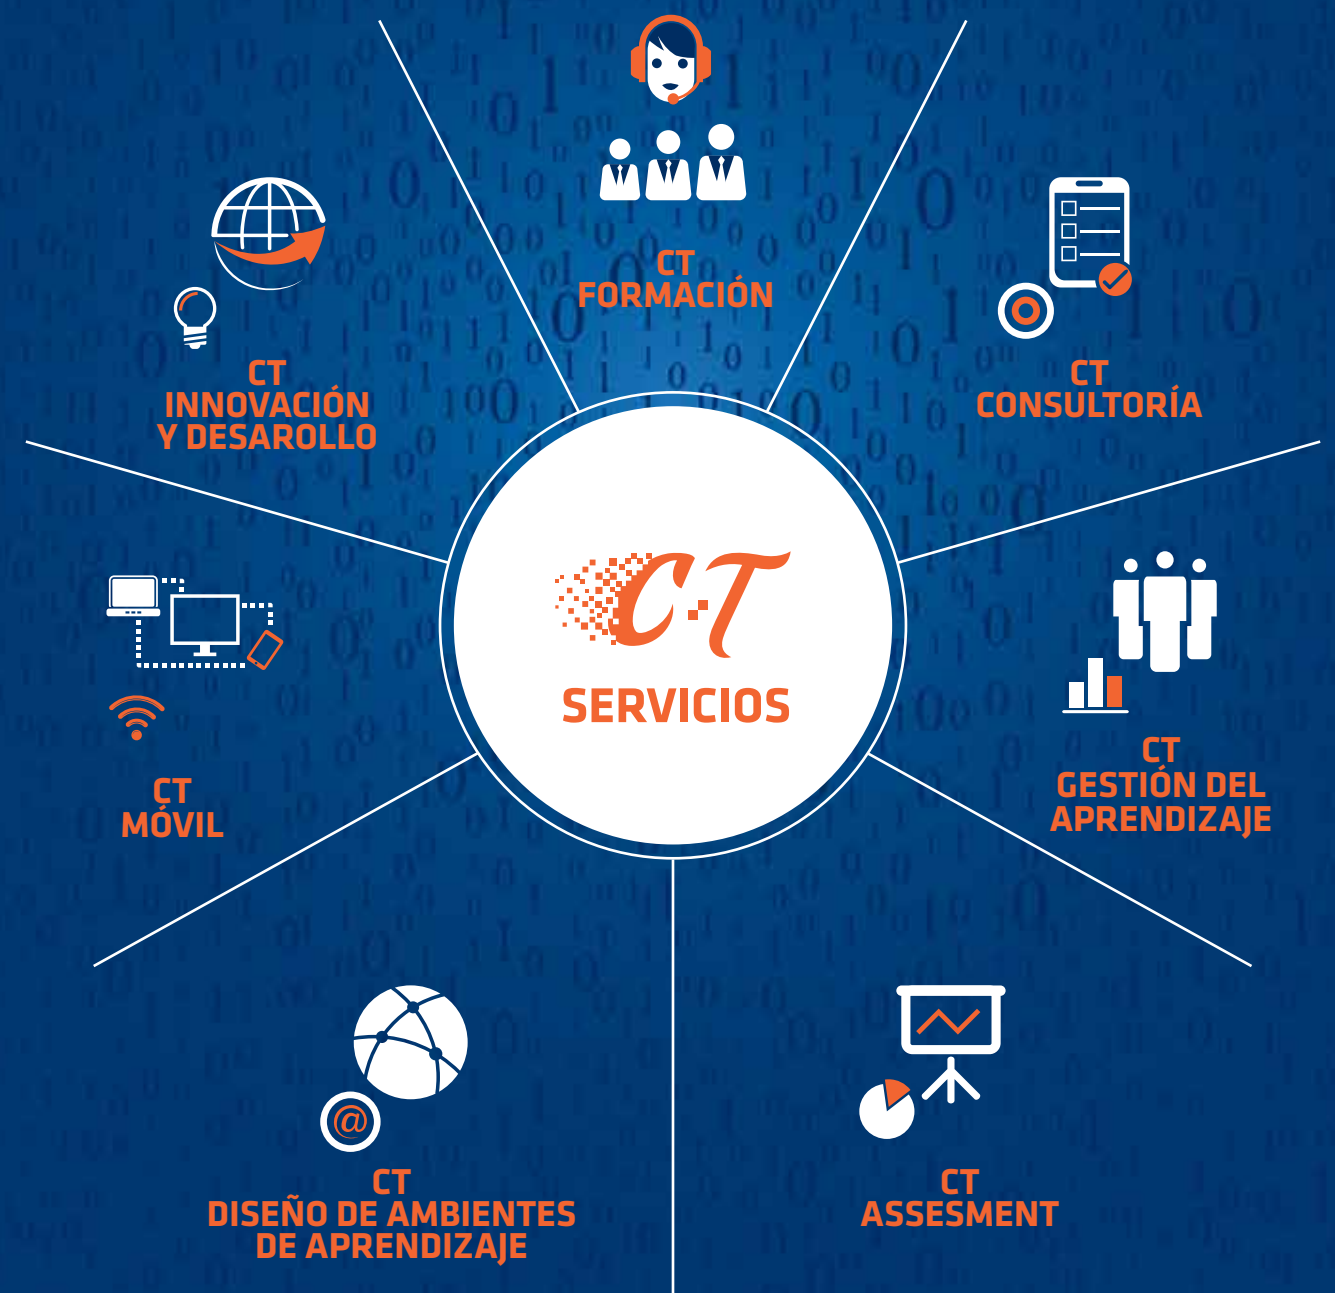 CT
FORMACIÓN
CT
CONSULTORÍA
CT
GESTIÓN DEL
APRENDIZAJE
CT
ASSESMENT
CT
DISEÑO DE AMBIENTES
DE APRENDIZAJE
@
CT
MÓVIL
CT
INNOVACIÓN
Y DESAROLLO
C·T
SERVICIOS